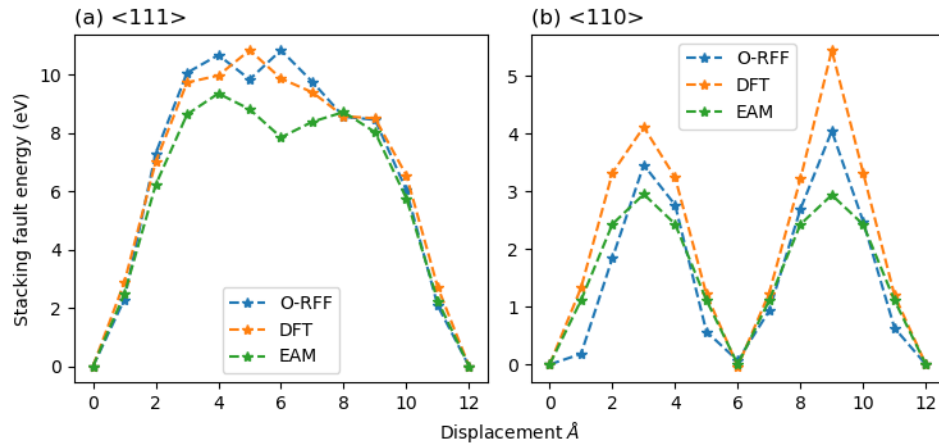 (a) <111>
(b) <110>
Stacking fault energy (eV)
10
8
6
4
2
0
O-RFF
DFT
EAM
0 2 4 6 8 10 12
5
4
3
2
1
0
O-RFF
DFT
EAM
0 2 4 6 8 10 12
Displacement Å